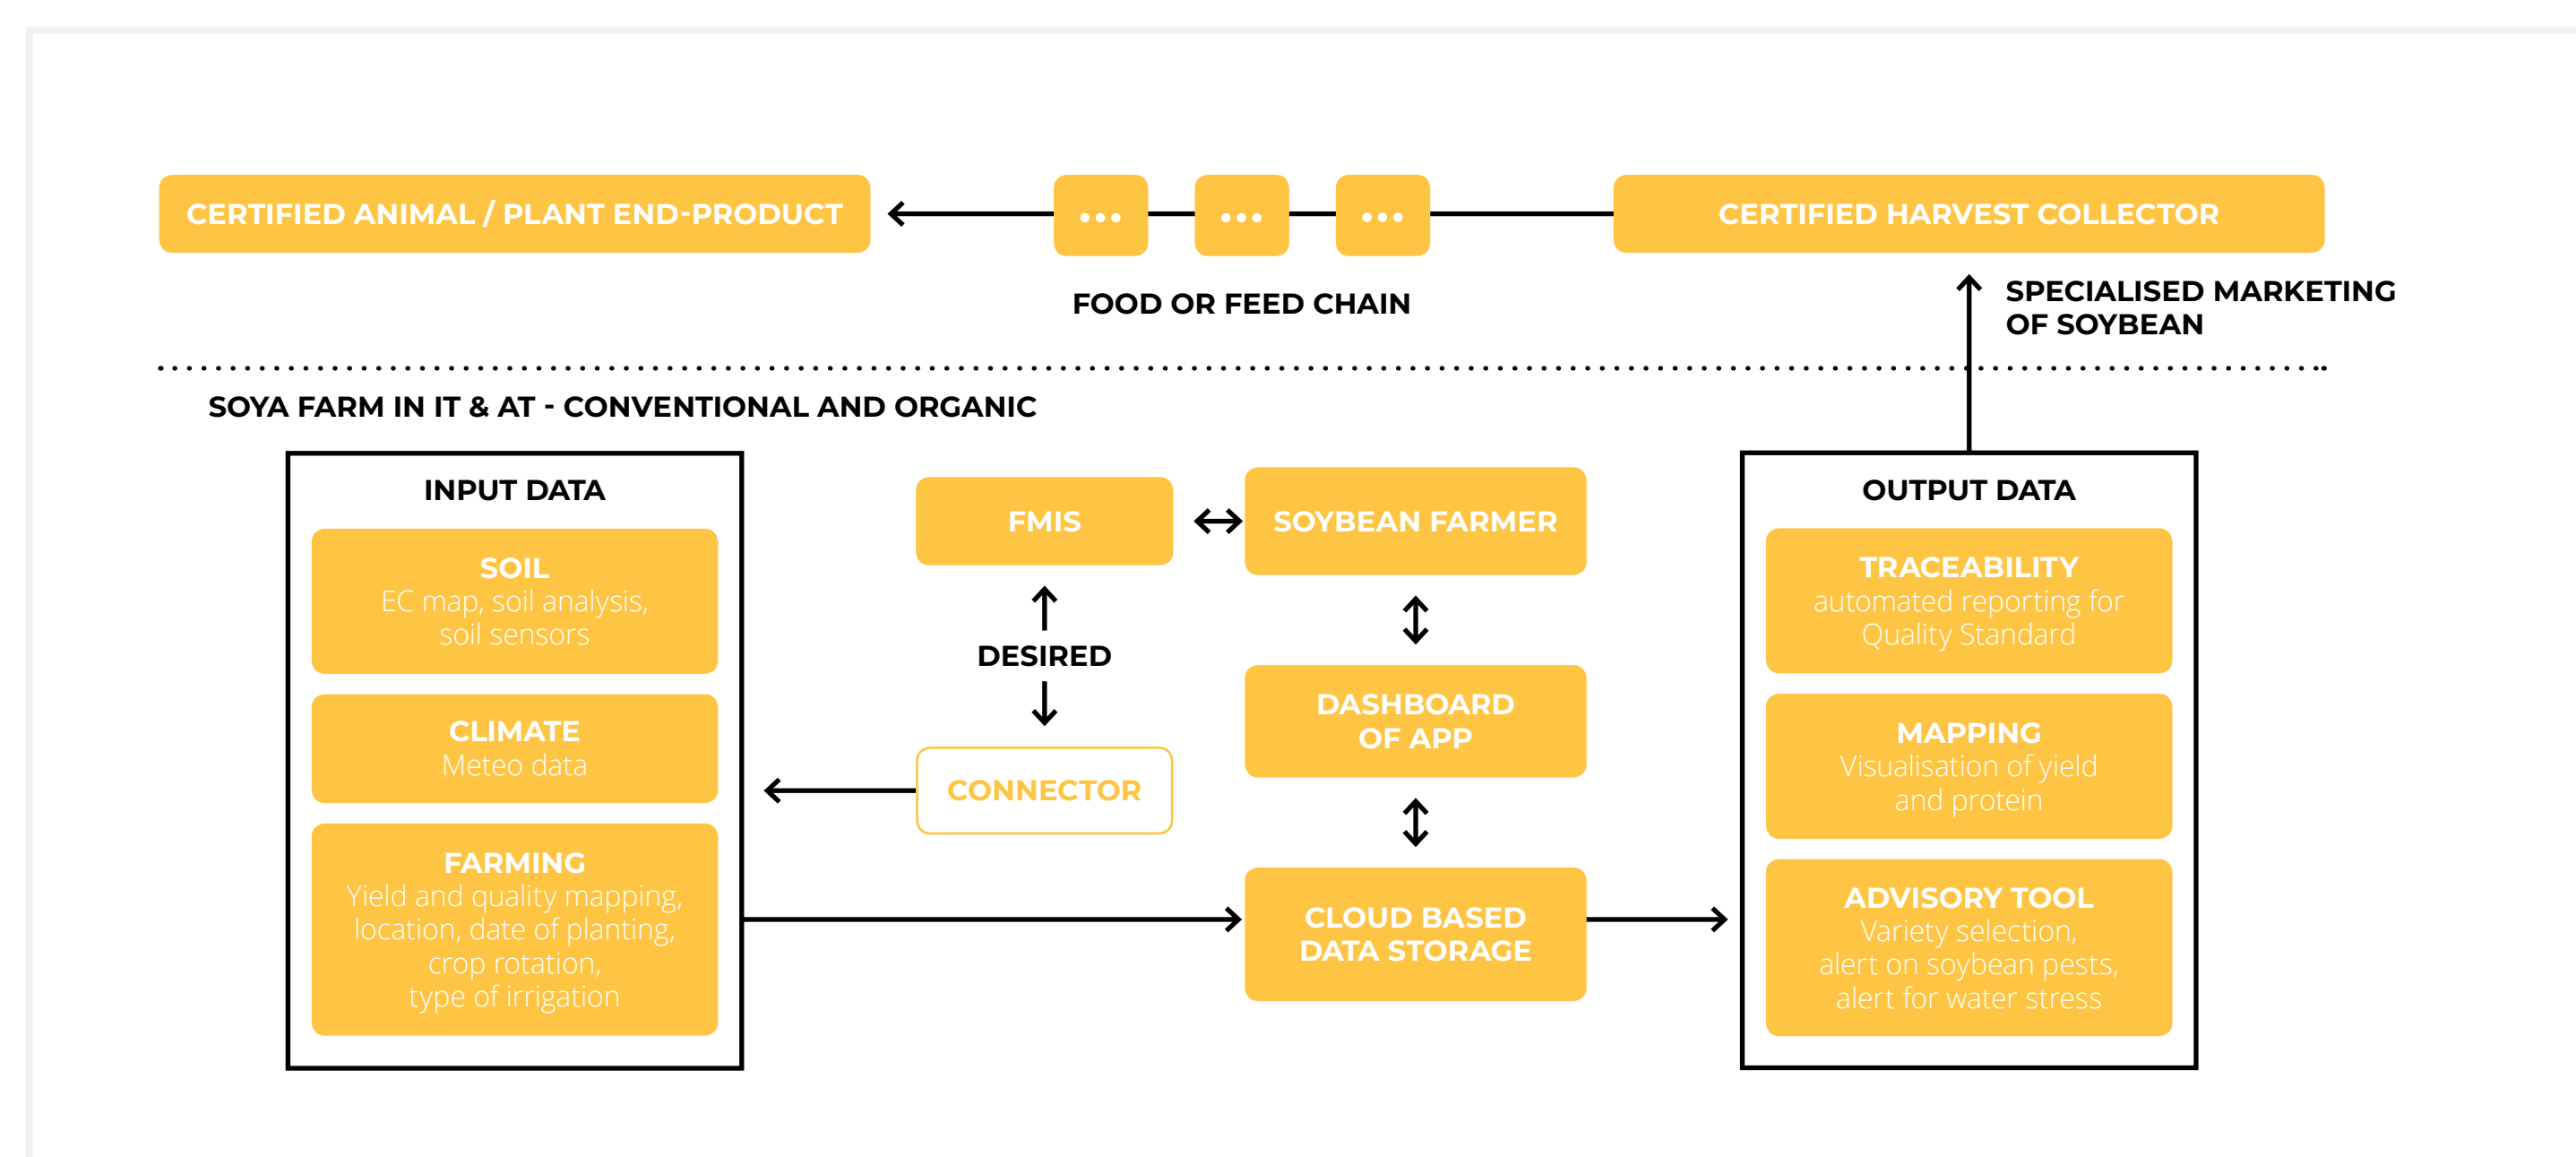 CERTIFIED ANIMAL / PLANT END-PRODUCT
...
...
...
CERTIFIED HARVEST COLLECTOR
FOOD OR FEED CHAIN
SPECIALISED MARKETING
OF SOYBEAN
SOYA FARM IN IT & AT - CONVENTIONAL AND ORGANIC
INPUT DATA
SOIL
EC map, soil analysis,
soil sensors
CLIMATE
Meteo data
FARMING
Yield and quality mapping,
location, date of planting,
crop rotation,
type of irrigation
FMIS
DESIRED
CONNECTOR
SOYBEAN FARMER
DASHBOARD
OF APP
CLOUD BASED
DATA STORAGE
OUTPUT DATA
TRACEABILITY
automated reporting for
Quality Standard
MAPPING
Visualisation of yield
and protein
ADVISORY TOOL
Variety selection,
alert on soybean pests,
alert for water stress